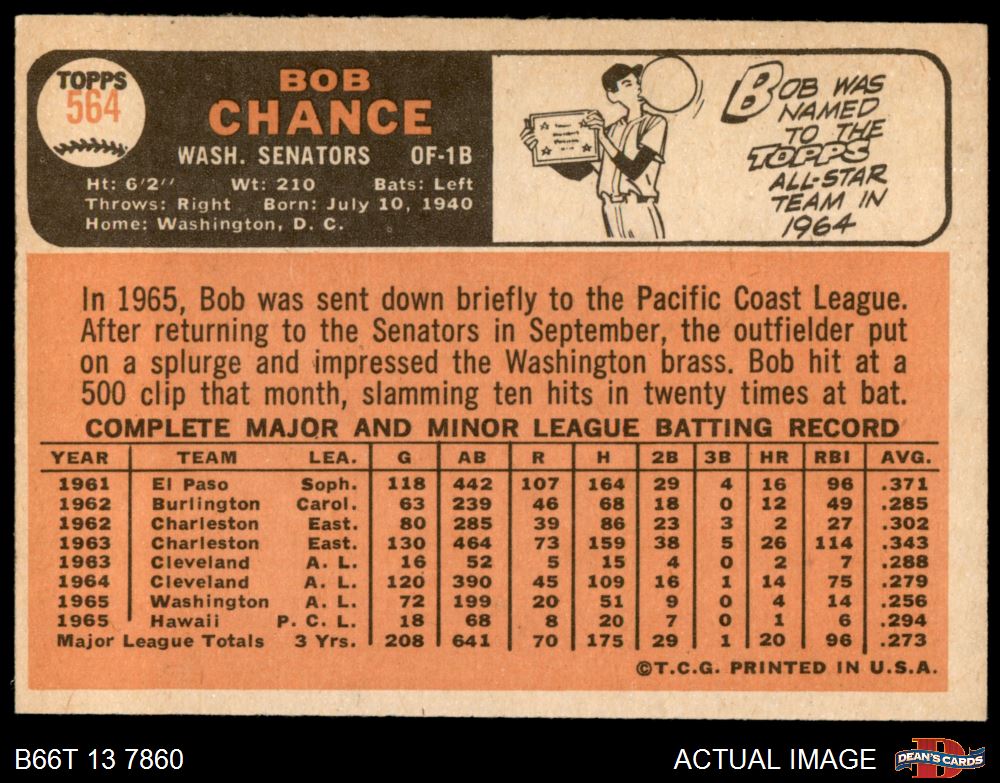 TOPPS
564
BOB
CHANCE
WASH. SENATORS OF-1B
Ht: 6'2" Wt: 210 Bats: Left
Throws: Right Born: July 10, 1940
Home: Washington, D. C.
BOB WAS
NAMED
TO THE
TOPPS
ALL-STAR
TEAM IN
1964
In 1965, Bob was sent down briefly to the Pacific Coast League.
After returning to the Senators in September, the outfielder put
on a splurge and impressed the Washington brass. Bob hit at a
500 clip that month, slamming ten hits in twenty times at bat.
COMPLETE MAJOR AND MINOR LEAGUE BATTING RECORD
YEAR TEAM LEA. G AB R H 2B 3B HR RBI AVG.
1961 El Paso Soph. 118 442 107 164 29 4 16 96 .371
1962 Burlington Carol. 63 239 46 68 18 0 12 49 .285
1962 Charleston East. 80 285 39 86 23 3 2 27 .302
1963 Charleston East. 130 464 73 159 38 5 26 114 .343
1963 Cleveland A. L. 16 52 5 15 4 0 2 7 .288
1964 Cleveland A. L. 120 390 45 109 16 1 14 75 .279
1965 Washington A. L. 72 199 20 51 9 0 4 14 .256
1965 Hawaii P. C. L. 18 68 8 20 7 0 1 6 .294
Major League Totals 3 Yrs. 208 641 70 175 29 1 20 96 .273
©T.C.G. PRINTED IN U.S.A.
B66T 13 7860
ACTUAL IMAGE
D
DEAN'S CARDS